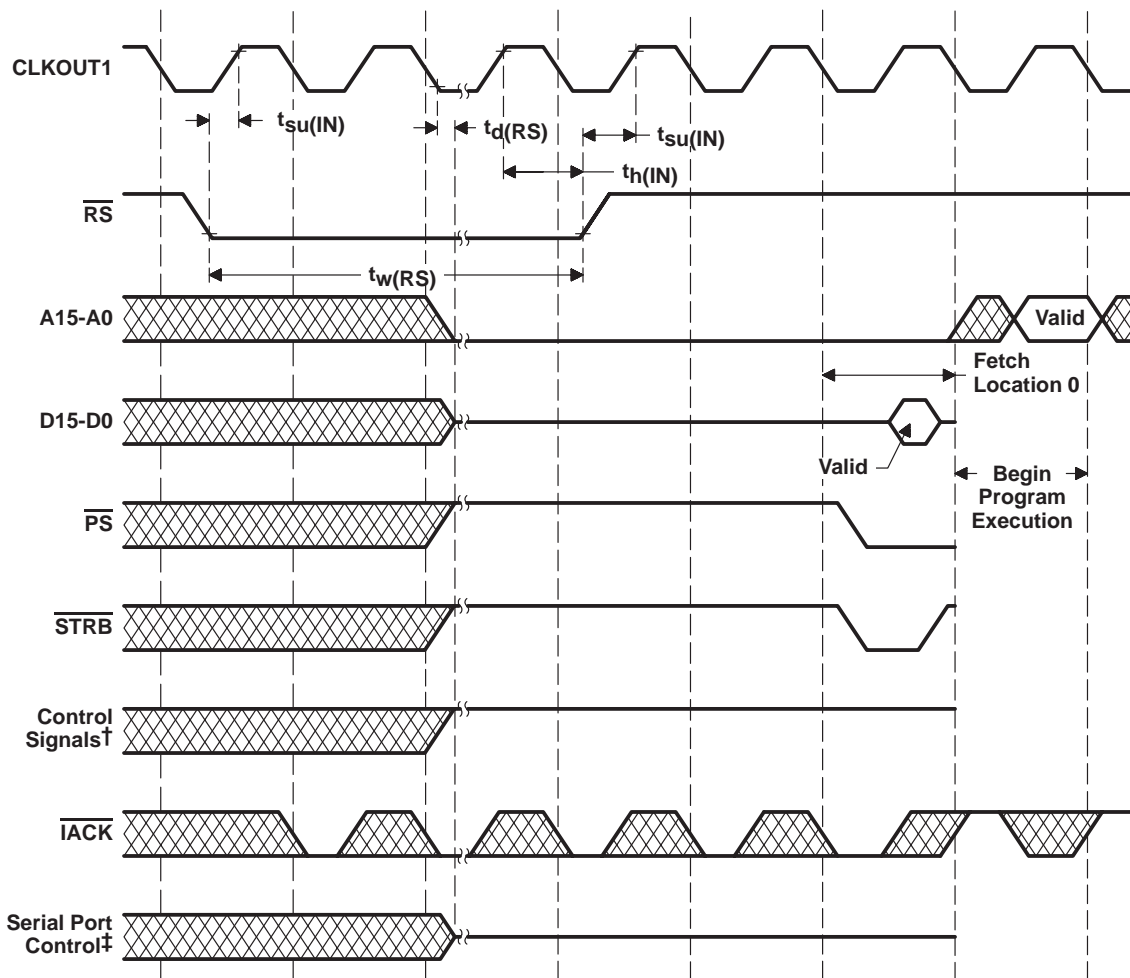 CLKOUT1
tsu(IN)
td(RS)
tsu(IN)
th(IN)
RS
tw(RS)
A15-A0
Valid
Fetch
Location 0
D15-D0
Valid
Begin
Program
Execution
PS
STRB
Control
Signals†
IACK
Serial Port
Control‡